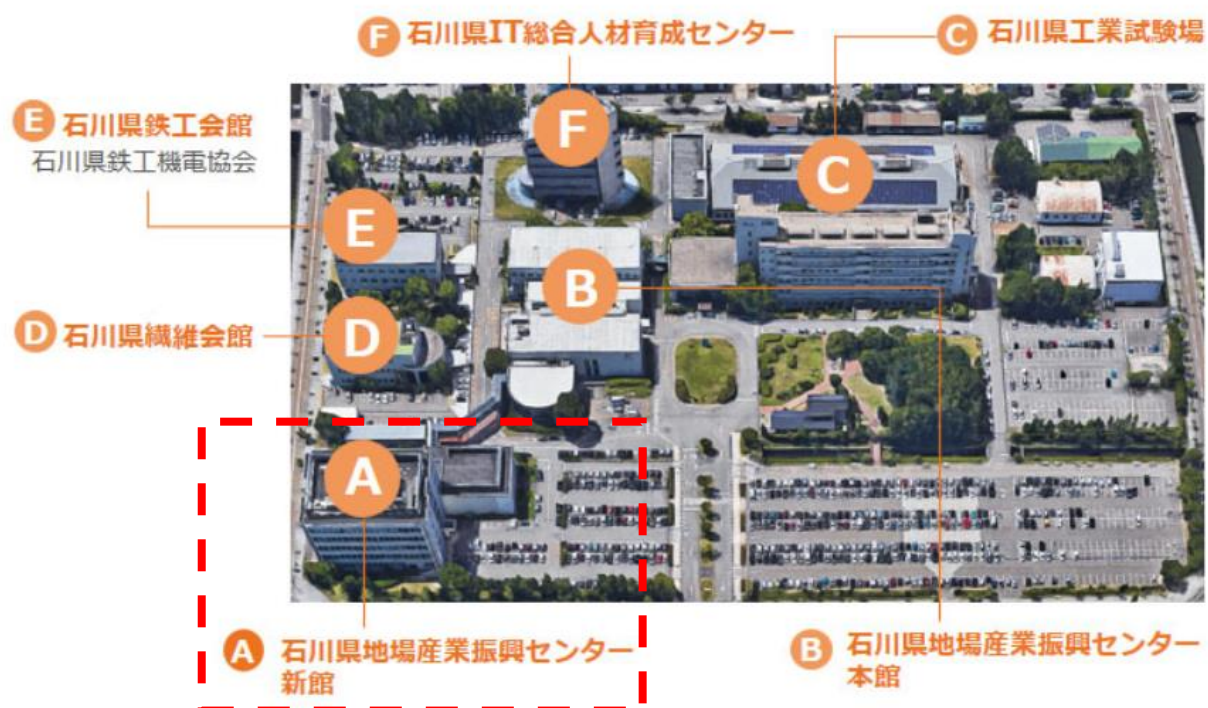 F 石川県IT総合人材育成センター
C 石川県工業試験場
E 石川県鉄工会館
石川県鉄工機電協会
D 石川県繊維会館
F
C
E
B
D
A
A 石川県地場産業振興センター
新館
B 石川県地場産業振興センター
本館